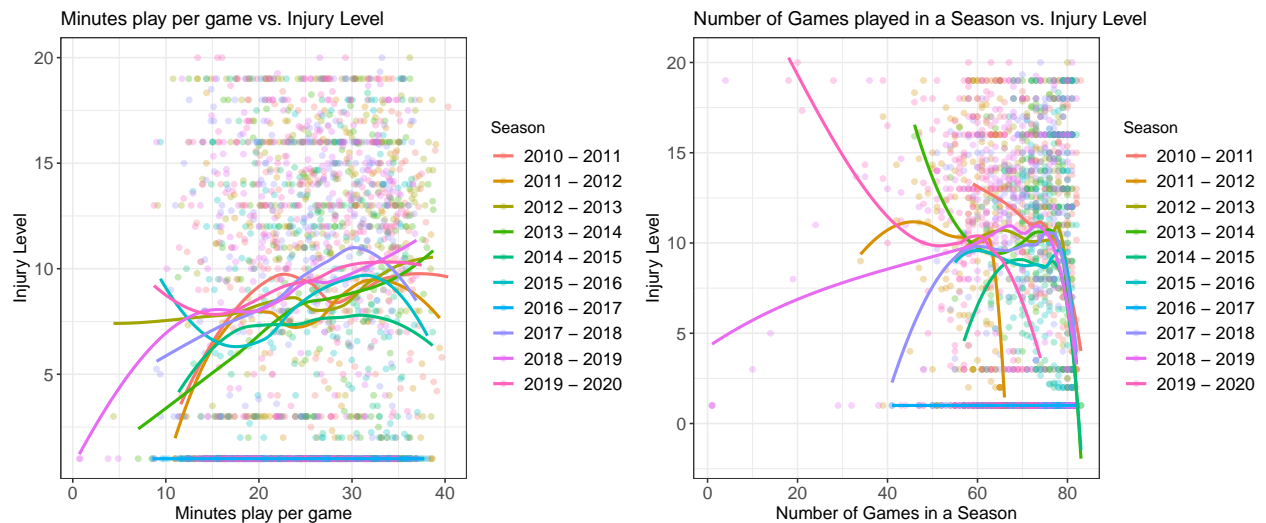 Minutes play per game vs. Injury Level
20
15
10
5
0 10 20 30 40
Minutes play per game
Injury Level
Season
2010 – 2011
2011 – 2012
2012 – 2013
2013 – 2014
2014 – 2015
2015 – 2016
2016 – 2017
2017 – 2018
2018 – 2019
2019 – 2020
Number of Games played in a Season vs. Injury Level
20
15
10
5
0
0 20 40 60 80
Number of Games in a Season
Injury Level
Season
2010 – 2011
2011 – 2012
2012 – 2013
2013 – 2014
2014 – 2015
2015 – 2016
2016 – 2017
2017 – 2018
2018 – 2019
2019 – 2020